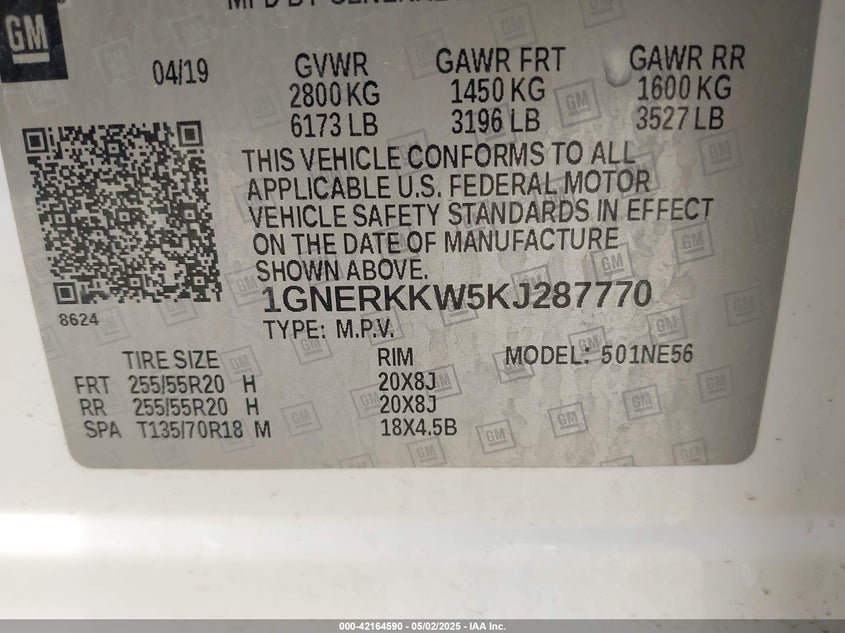 GM
MFD BY GENERAL
04/19 GVWR GAWR FRT GAWR RR
2800 KG 1450 KG 1600 KG
6173 LB 3196 LB 3527 LB
THIS VEHICLE CONFORMS TO ALL
APPLICABLE U.S. FEDERAL MOTOR
VEHICLE SAFETY STANDARDS IN EFFECT
ON THE DATE OF MANUFACTURE
SHOWN ABOVE.
1GNERKKW5KJ287770
8624
TYPE: M.P.V.
TIRE SIZE RIM MODEL: 501NE56
FRT 255/55R20 H 20X8J
RR 255/55R20 H 20X8J
SPA T135/70R18 M 18X4.5B
000-42164590 - 05/02/2025 - IAA Inc.